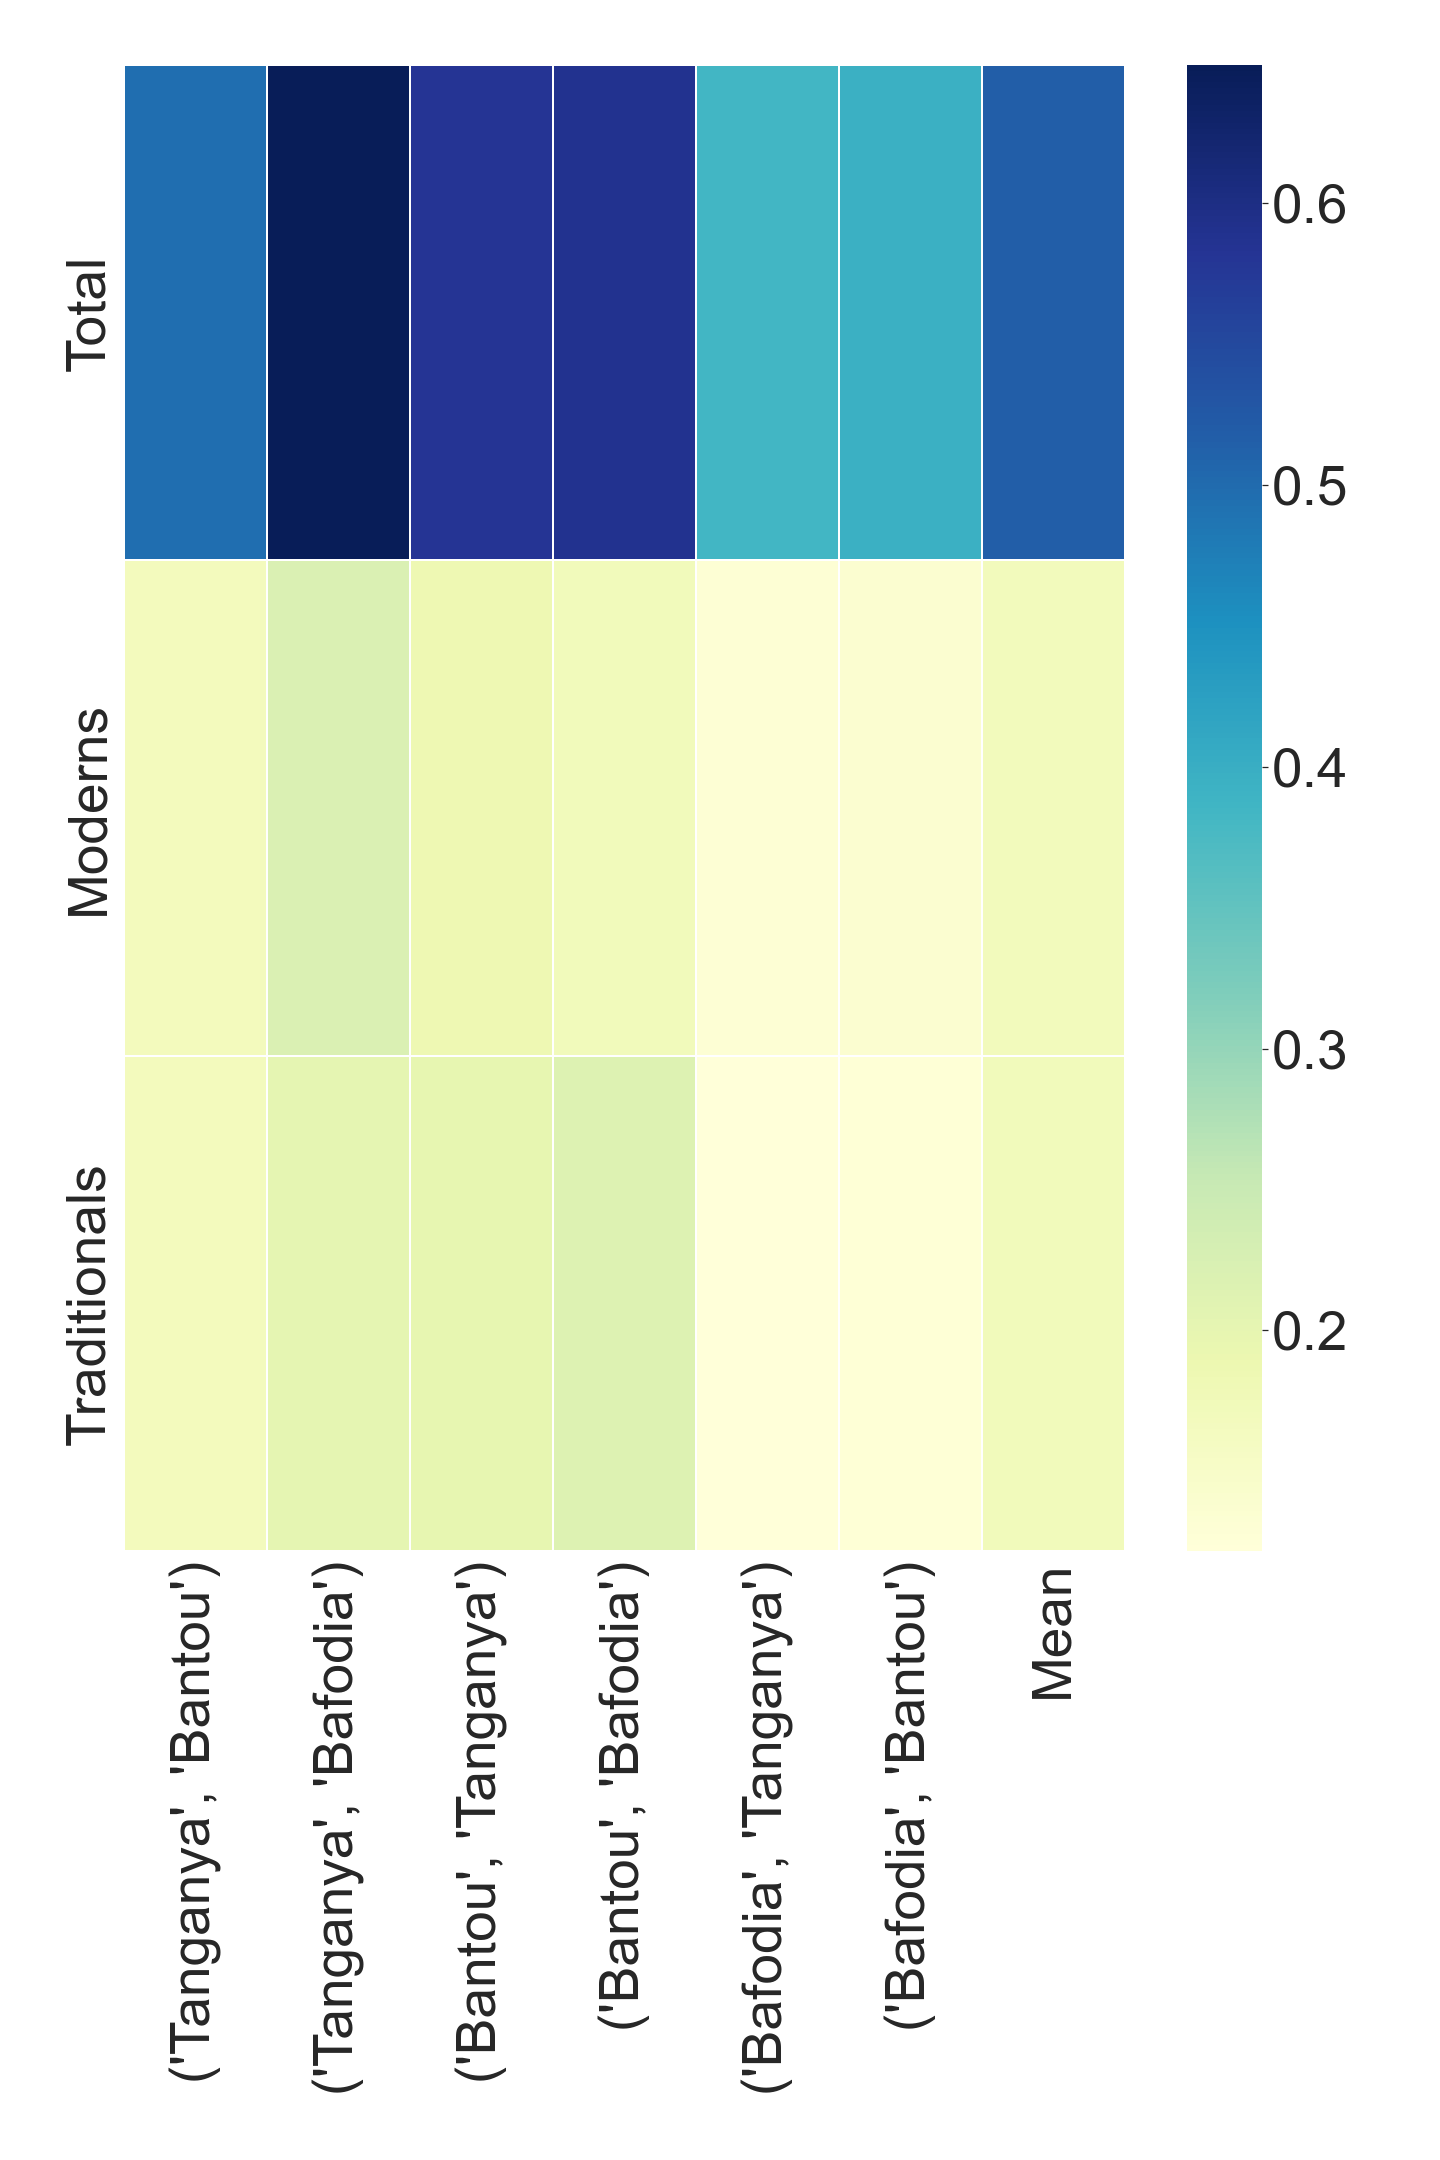 Total
Moderns
Traditionals
('Tanganya', 'Bantou')
('Tanganya', 'Bafodia')
('Bantou', 'Tanganya')
('Bantou', 'Bafodia')
('Bafodia', 'Tanganya')
('Bafodia', 'Bantou')
Mean
0.6
0.5
0.4
0.3
0.2